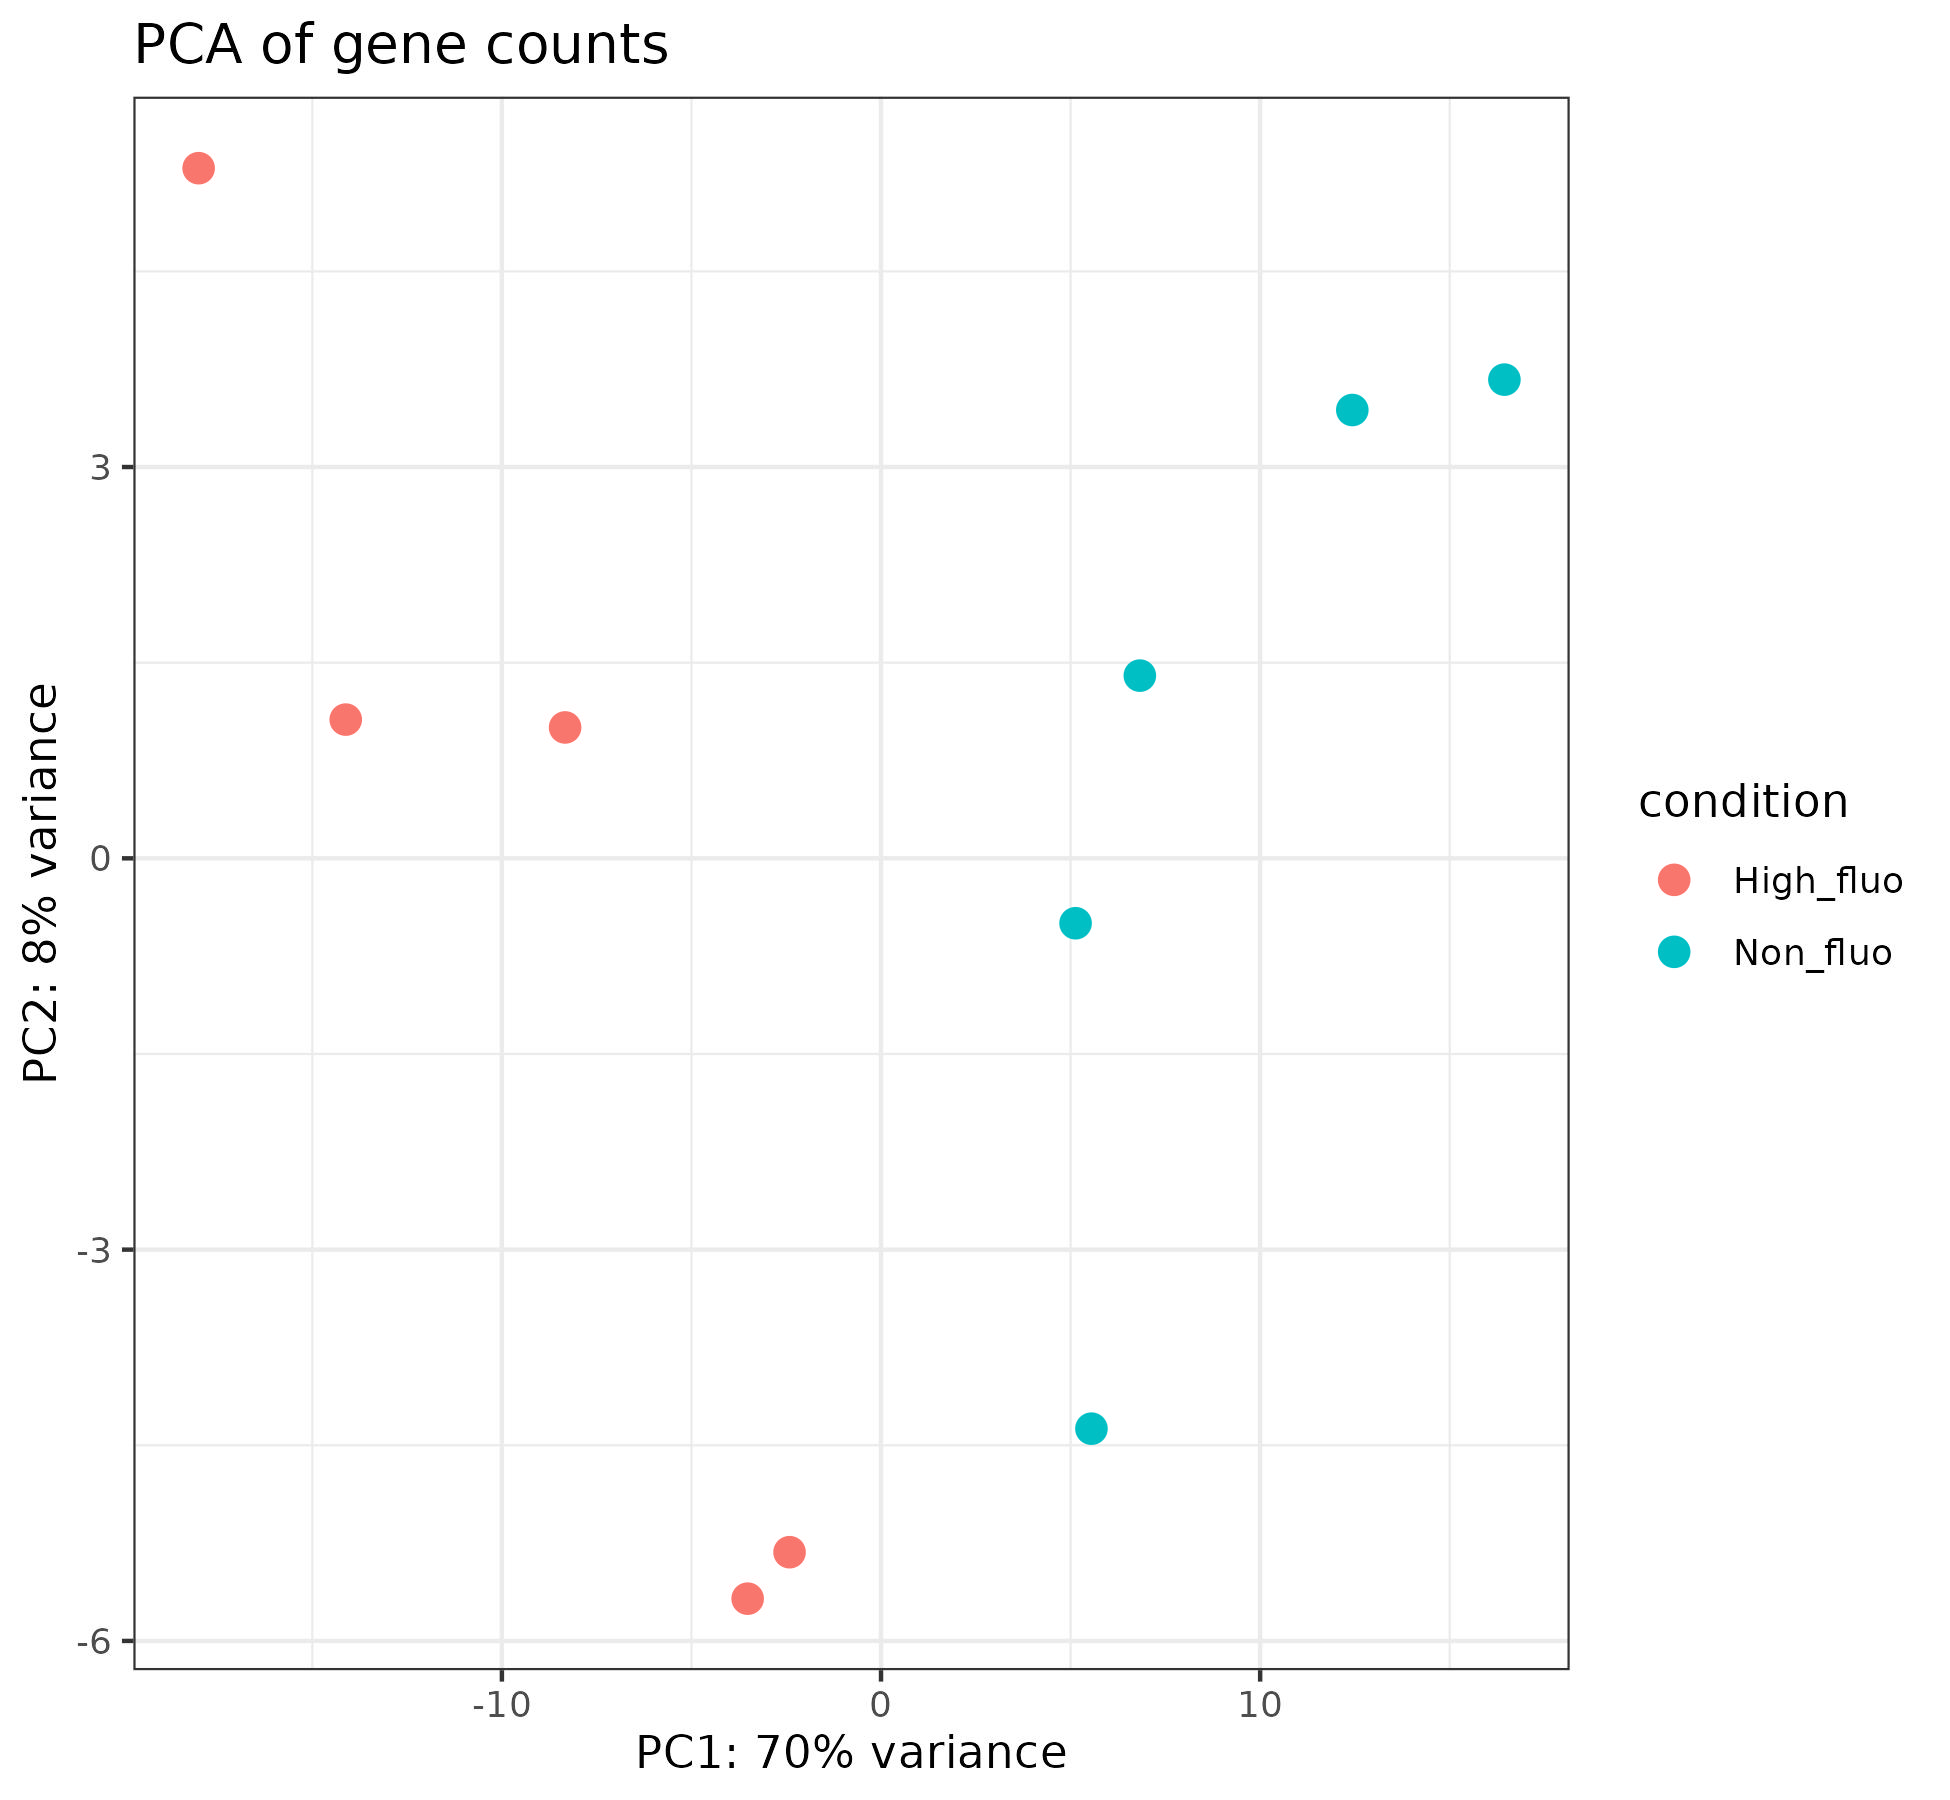 PCA of gene counts
3
0
-3
-6
PC2: 8% variance
-10
0
10
PC1: 70% variance
condition
High_fluo
Non_fluo